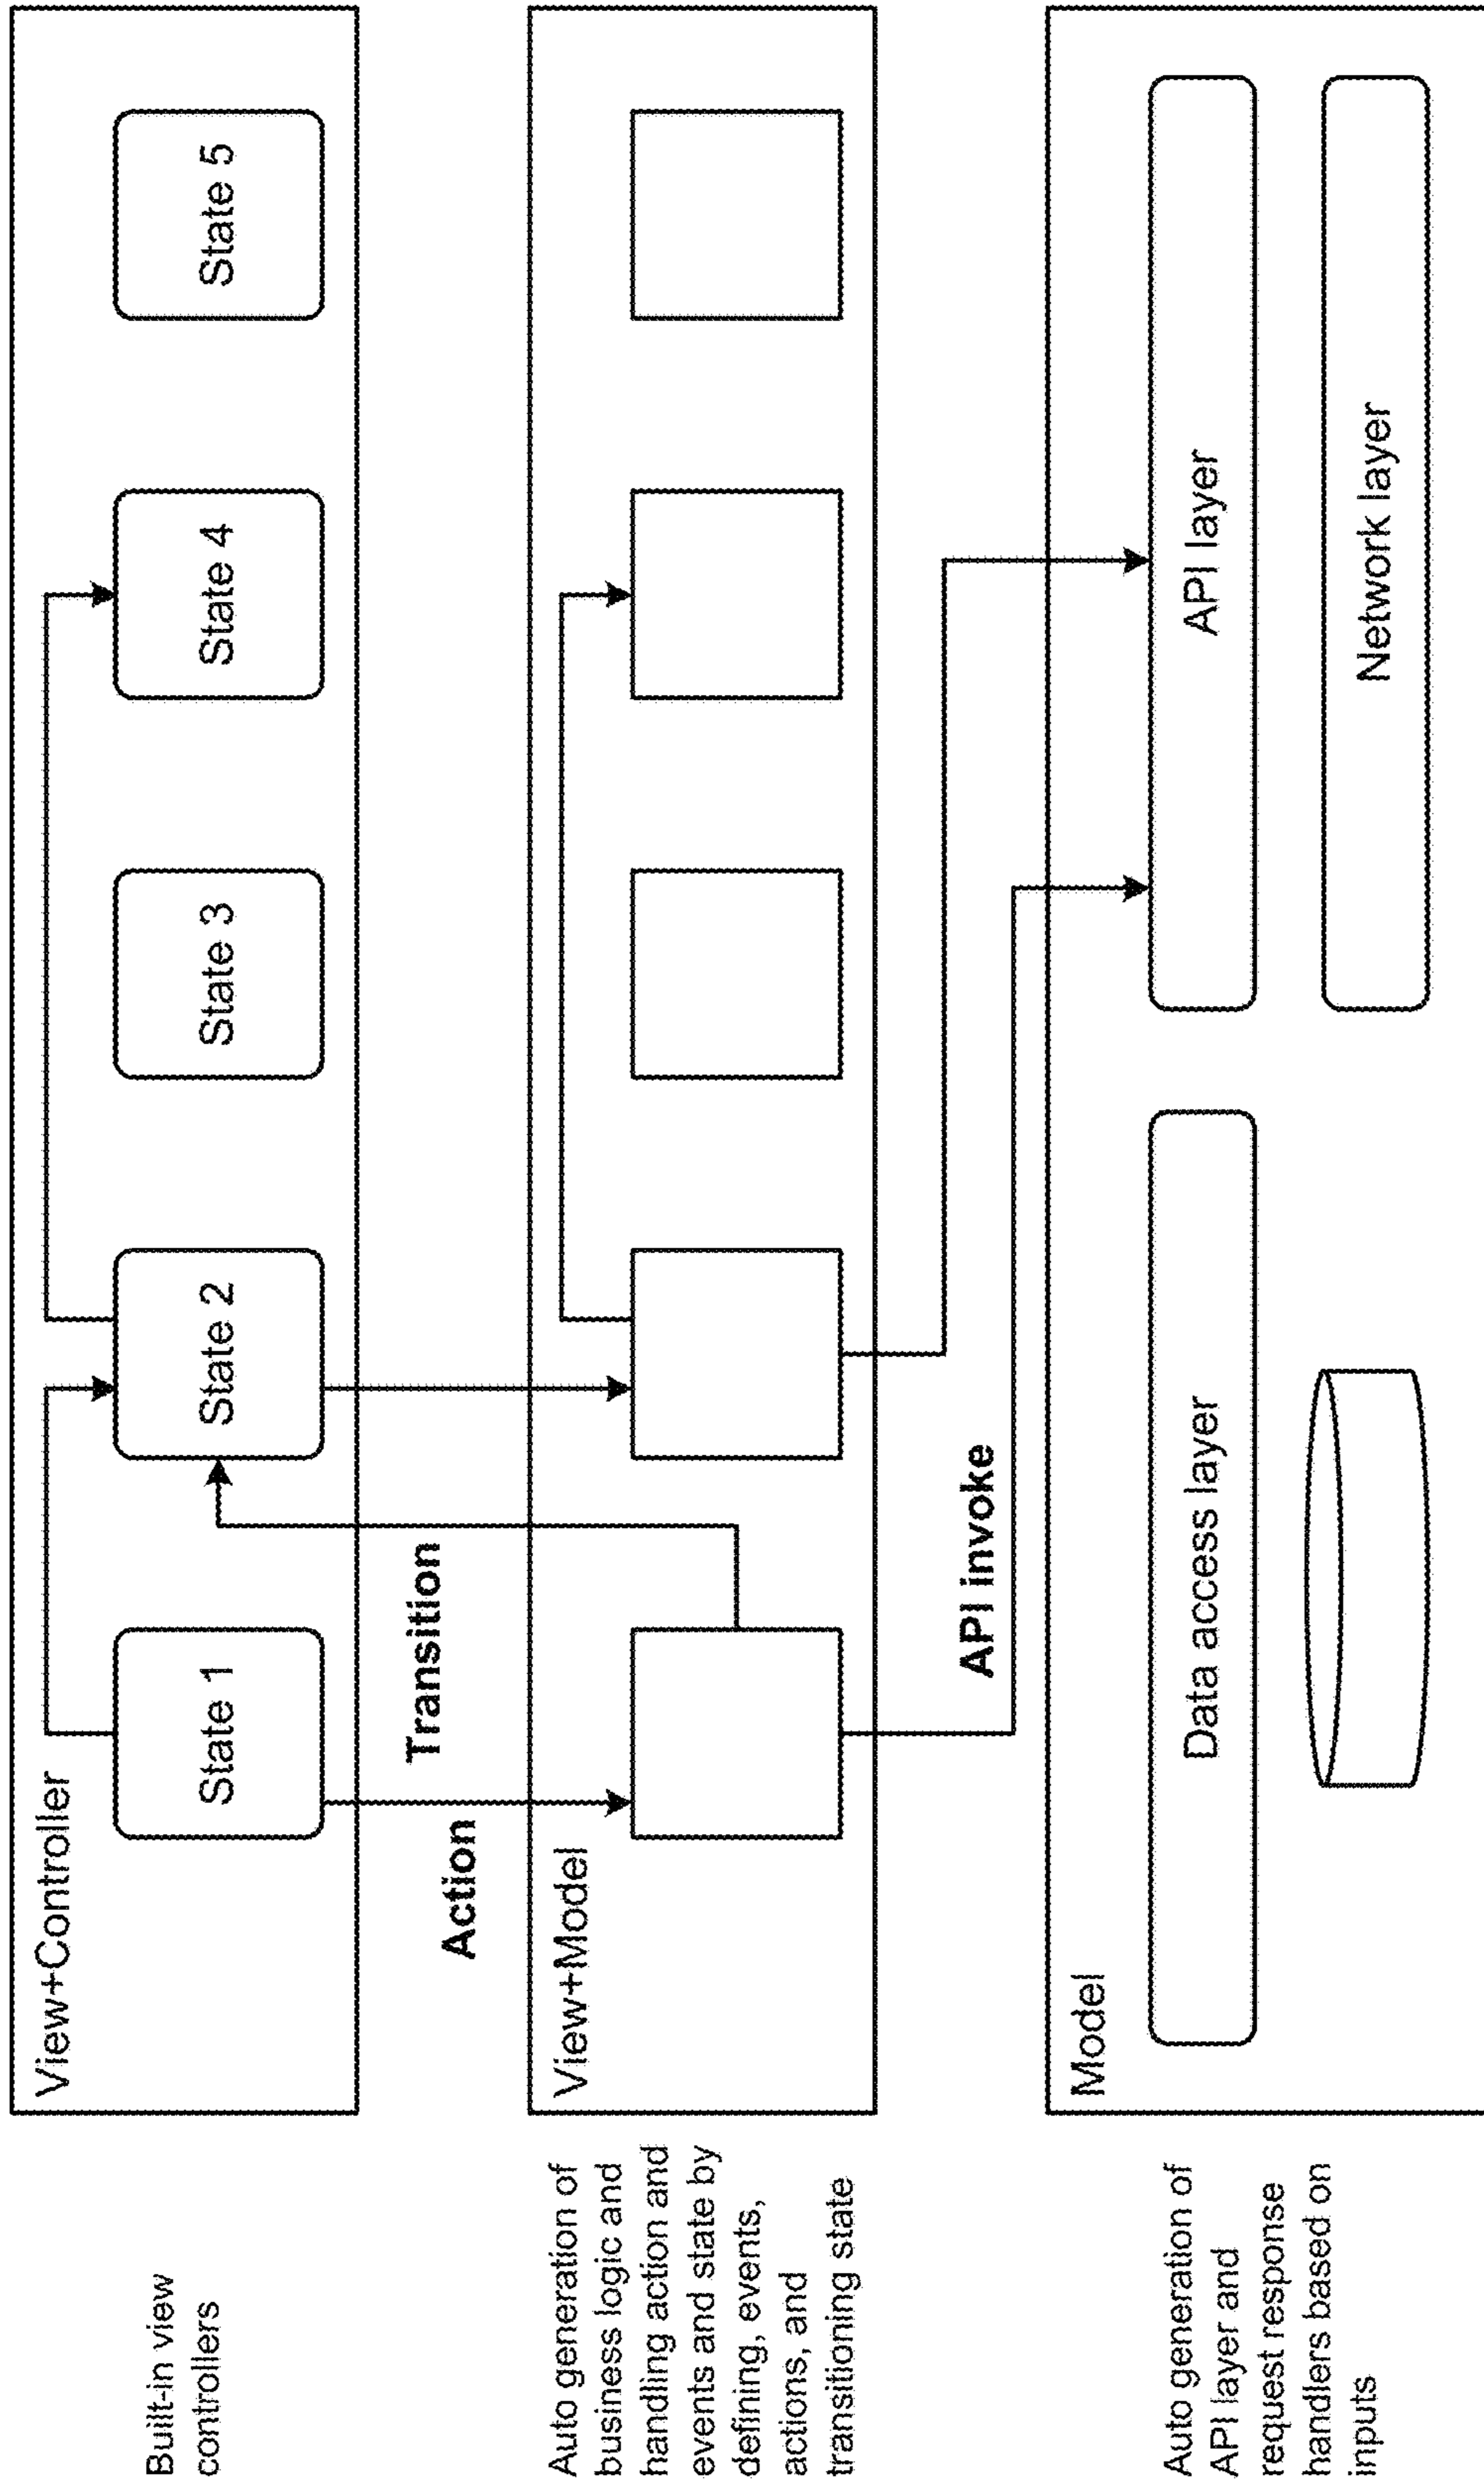 Built-in view
controllers
View+Controller
State 1
State 2
State 3
State 4
State 5
Action
Transition
Auto generation of
business logic and
handling action and
events and state by
defining, events,
actions, and
transitioning state
View+Model
API invoke
Auto generation of
API layer and
request response
handlers based on
inputs
Model
Data access layer
API layer
Network layer